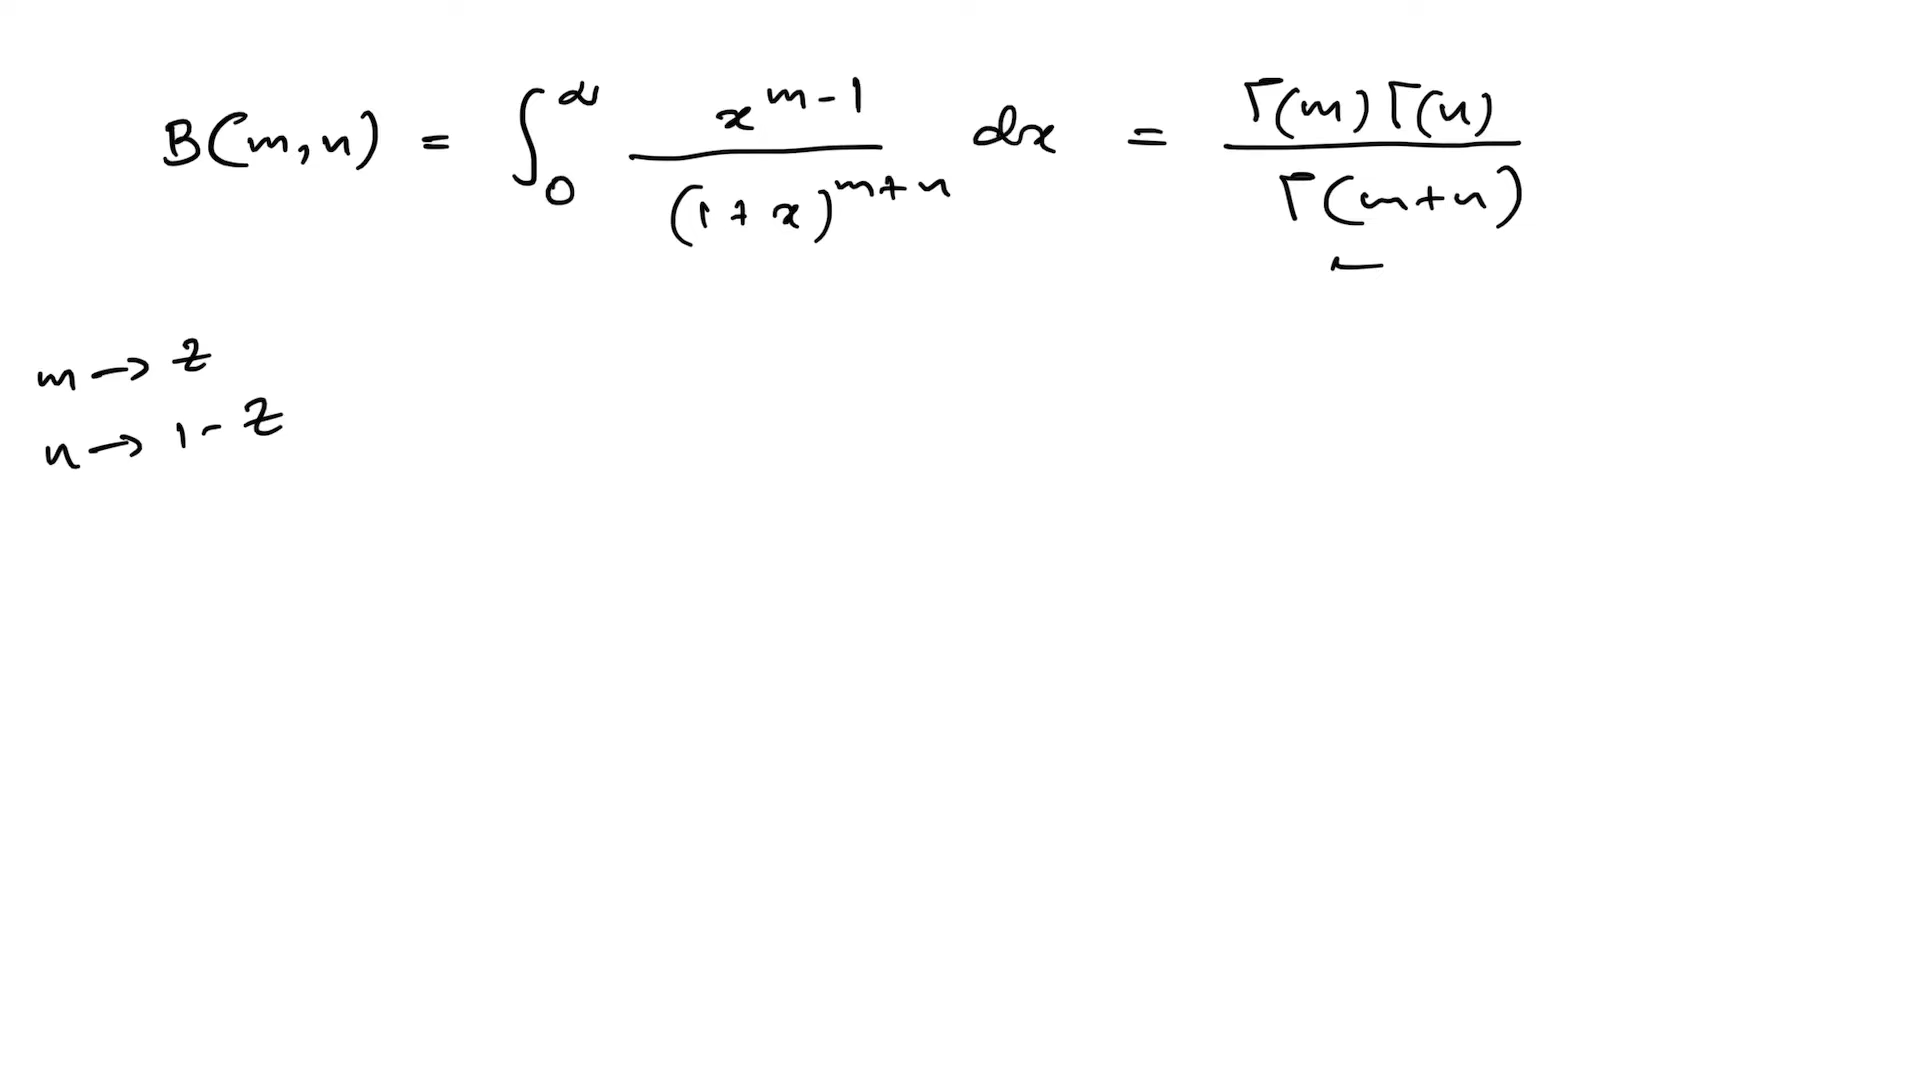 B(m,n) = ∫₀^∞ x^{m-1} / (1+x)^{m+n} dx = Γ(m)Γ(n) / Γ(m+n)
m → z
n → 1-z